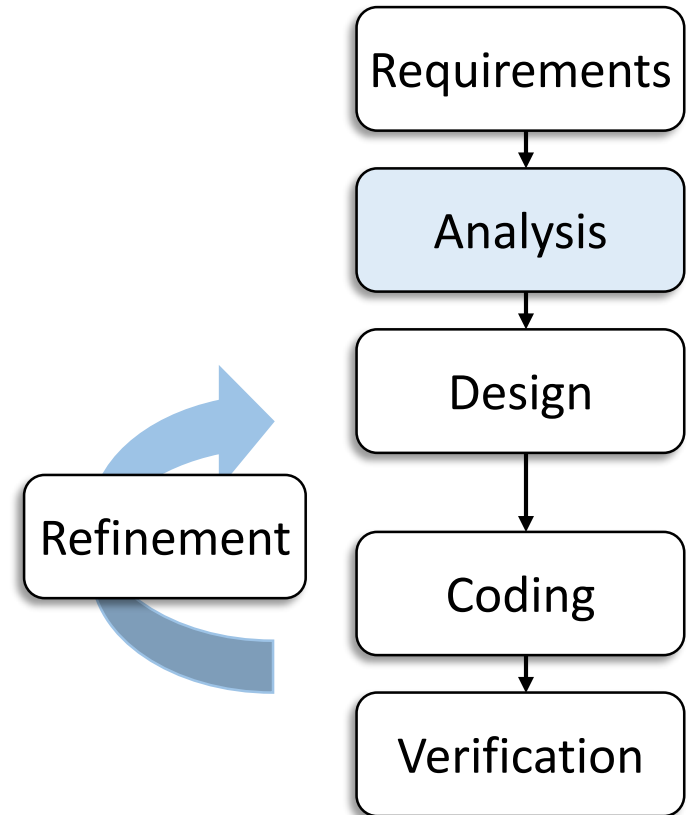 Requirements
Analysis
Design
Refinement
Coding
Verification